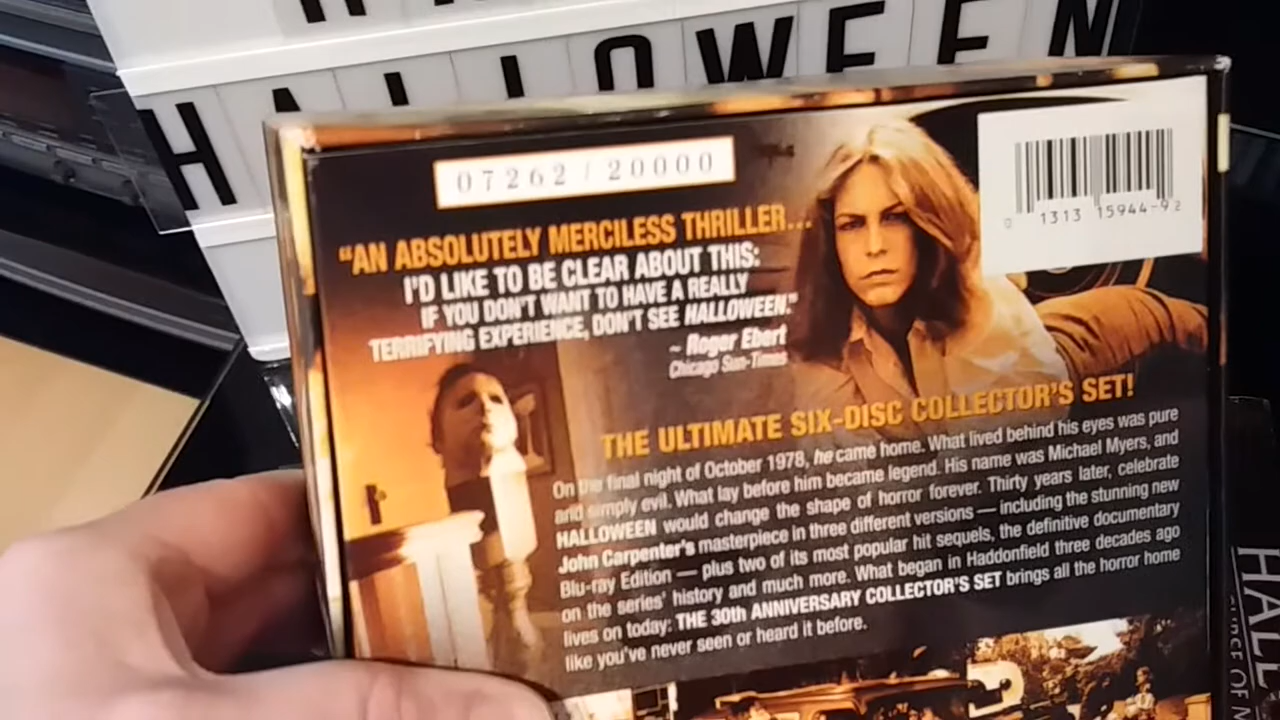 HALLOWEEN
07262 / 20000
“AN ABSOLUTELY MERCILESS THRILLER...
I'D LIKE TO BE CLEAR ABOUT THIS:
IF YOU DON'T WANT TO HAVE A REALLY
TERRIFYING EXPERIENCE, DON'T SEE HALLOWEEN.”
~ Roger Ebert
Chicago Sun-Times
0 1313 15944-9 2
THE ULTIMATE SIX-DISC COLLECTOR'S SET!
On the final night of October 1978, he came home. What lived behind his eyes was pure
and simply evil. What lay before him became legend. His name was Michael Myers, and
HALLOWEEN would change the shape of horror forever. Thirty years later, celebrate
John Carpenter's masterpiece in three different versions — including the stunning new
Blu-ray Edition — plus two of its most popular hit sequels, the definitive documentary
on the series' history and much more. What began in Haddonfield three decades ago
lives on today: THE 30th ANNIVERSARY COLLECTOR'S SET brings all the horror home
like you've never seen or heard it before.
HALL